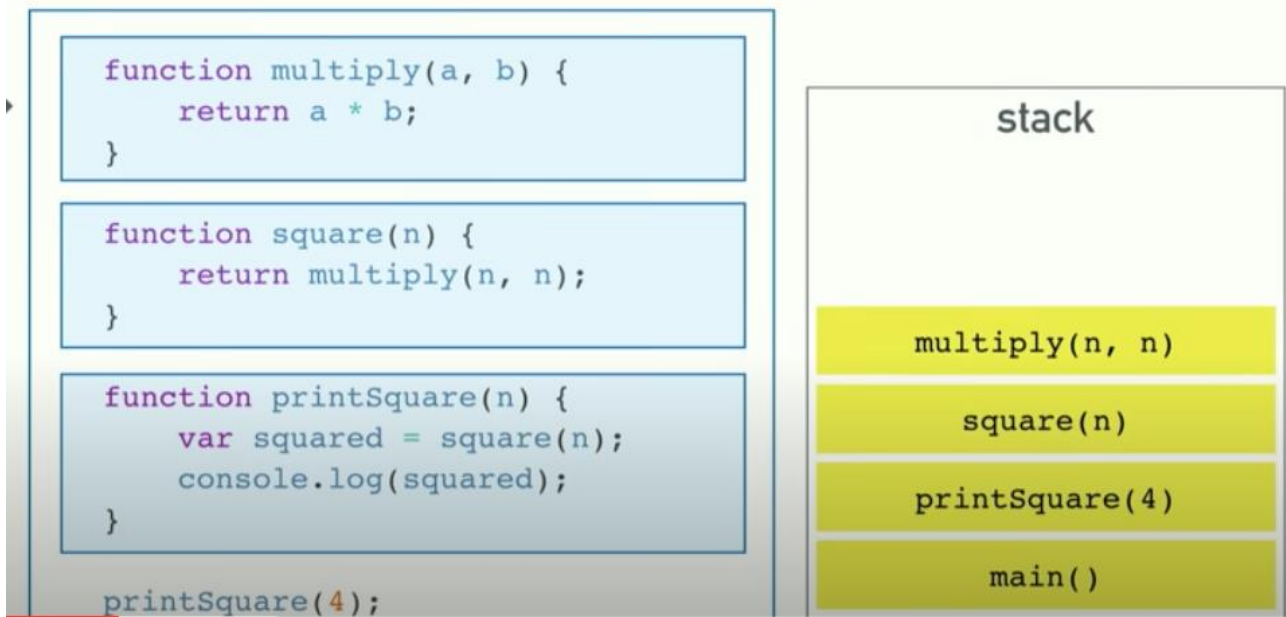 function multiply(a, b) {
    return a * b;
}
function square(n) {
    return multiply(n, n);
}
function printSquare(n) {
    var squared = square(n);
    console.log(squared);
}
printSquare(4);
stack
multiply(n, n)
square(n)
printSquare(4)
main()